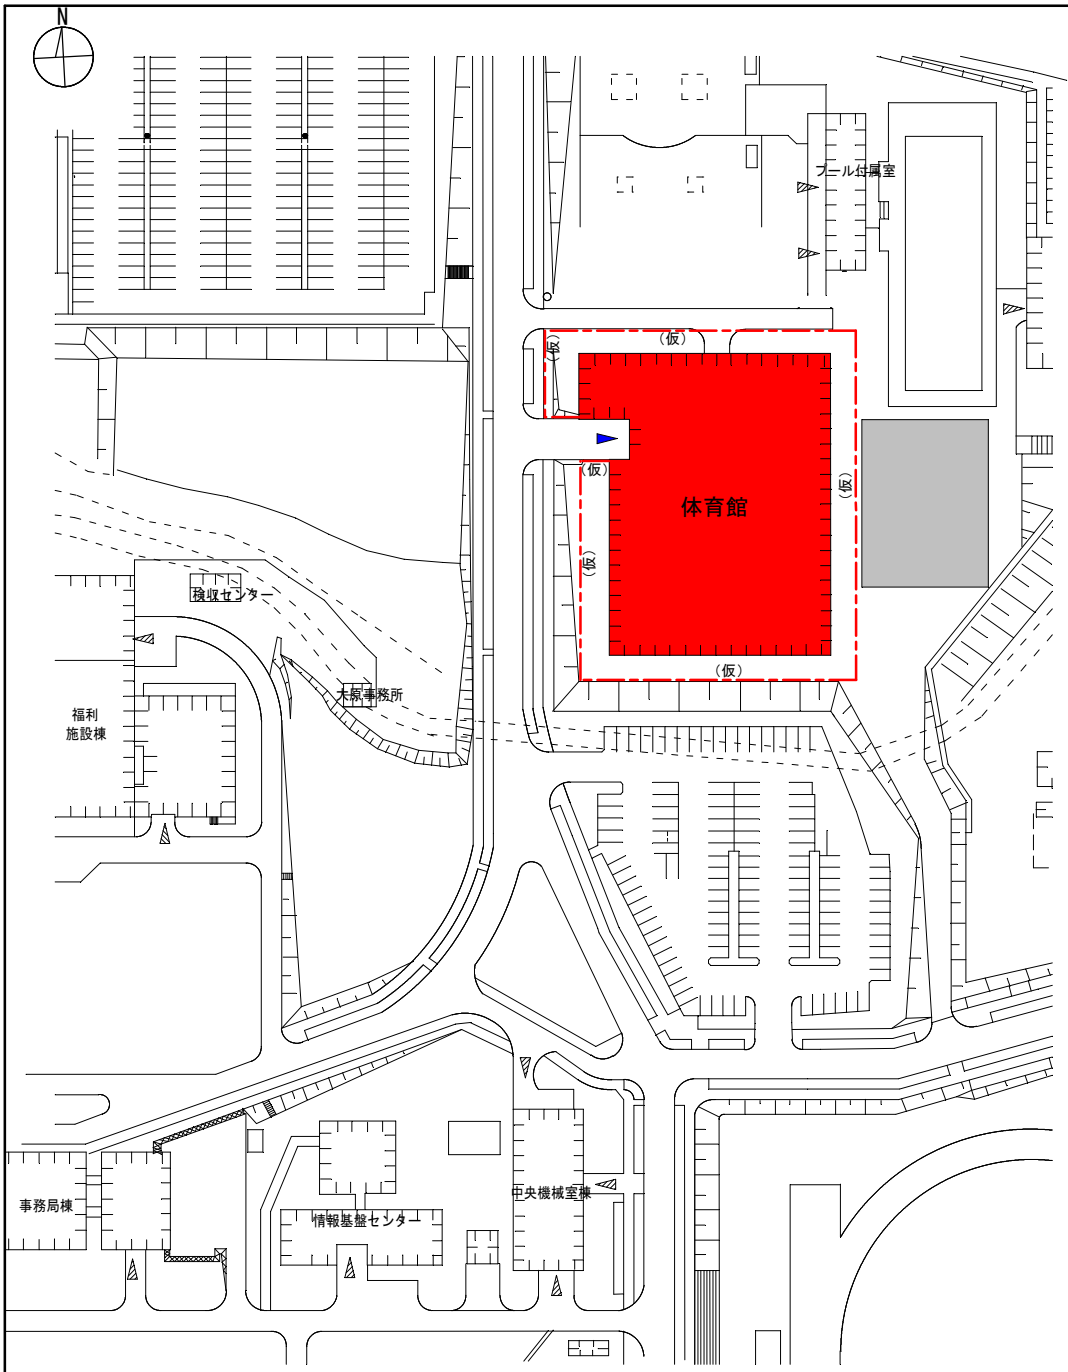 N
プール付属室
(仮)
(仮)
(仮)
(仮)
体育館
(仮)
(仮)
検収センター
大原事務所
福利
施設棟
中央機械室棟
事務局棟
情報基盤センター